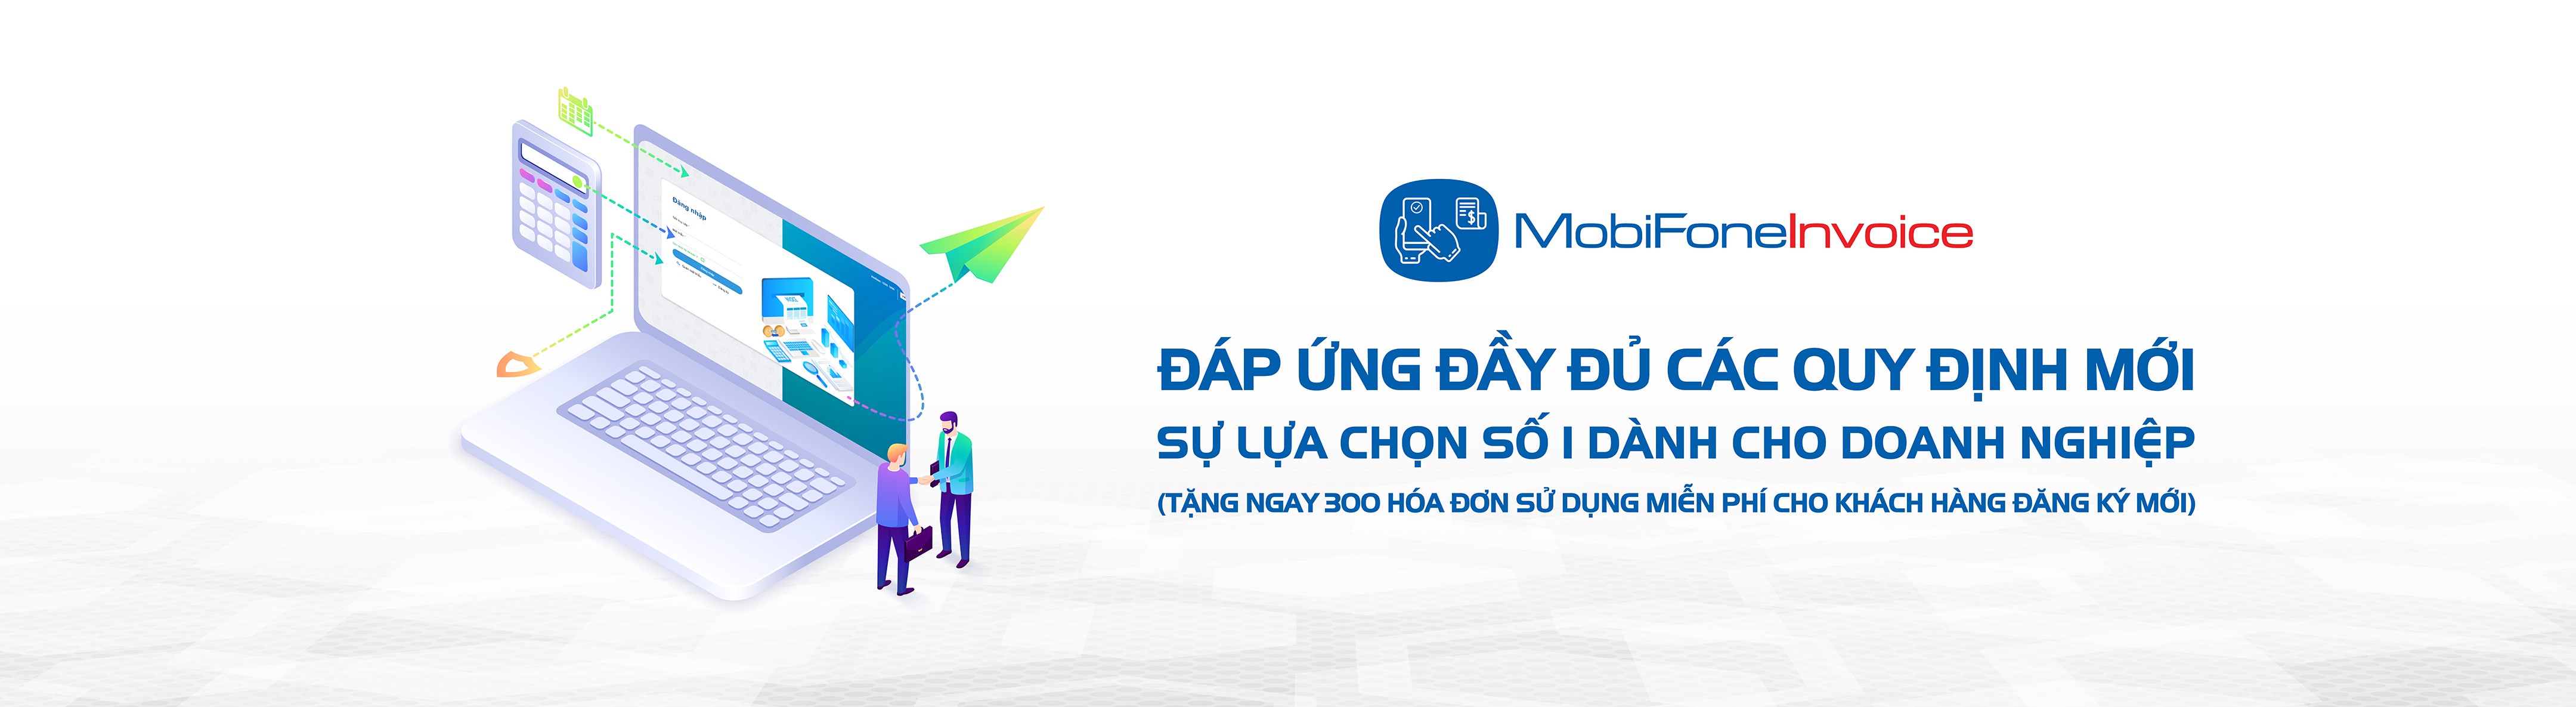 Đăng nhập
MobiFoneInvoice
ĐÁP ỨNG ĐẦY ĐỦ CÁC QUY ĐỊNH MỚI
SỰ LỰA CHỌN SỐ 1 DÀNH CHO DOANH NGHIỆP
(TẶNG NGAY 300 HÓA ĐƠN SỬ DỤNG MIỄN PHÍ CHO KHÁCH HÀNG ĐĂNG KÝ MỚI)